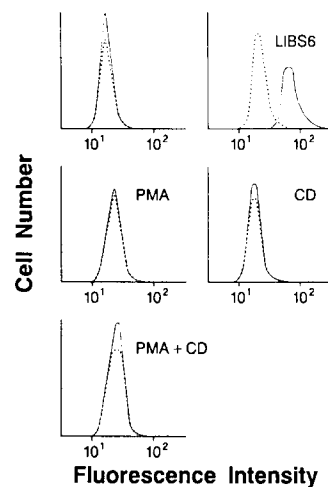 LIBS6
10¹ 10² 10¹ 10²
PMA CD
10¹ 10² 10¹ 10²
PMA + CD
10¹ 10²
Cell Number
Fluorescence Intensity